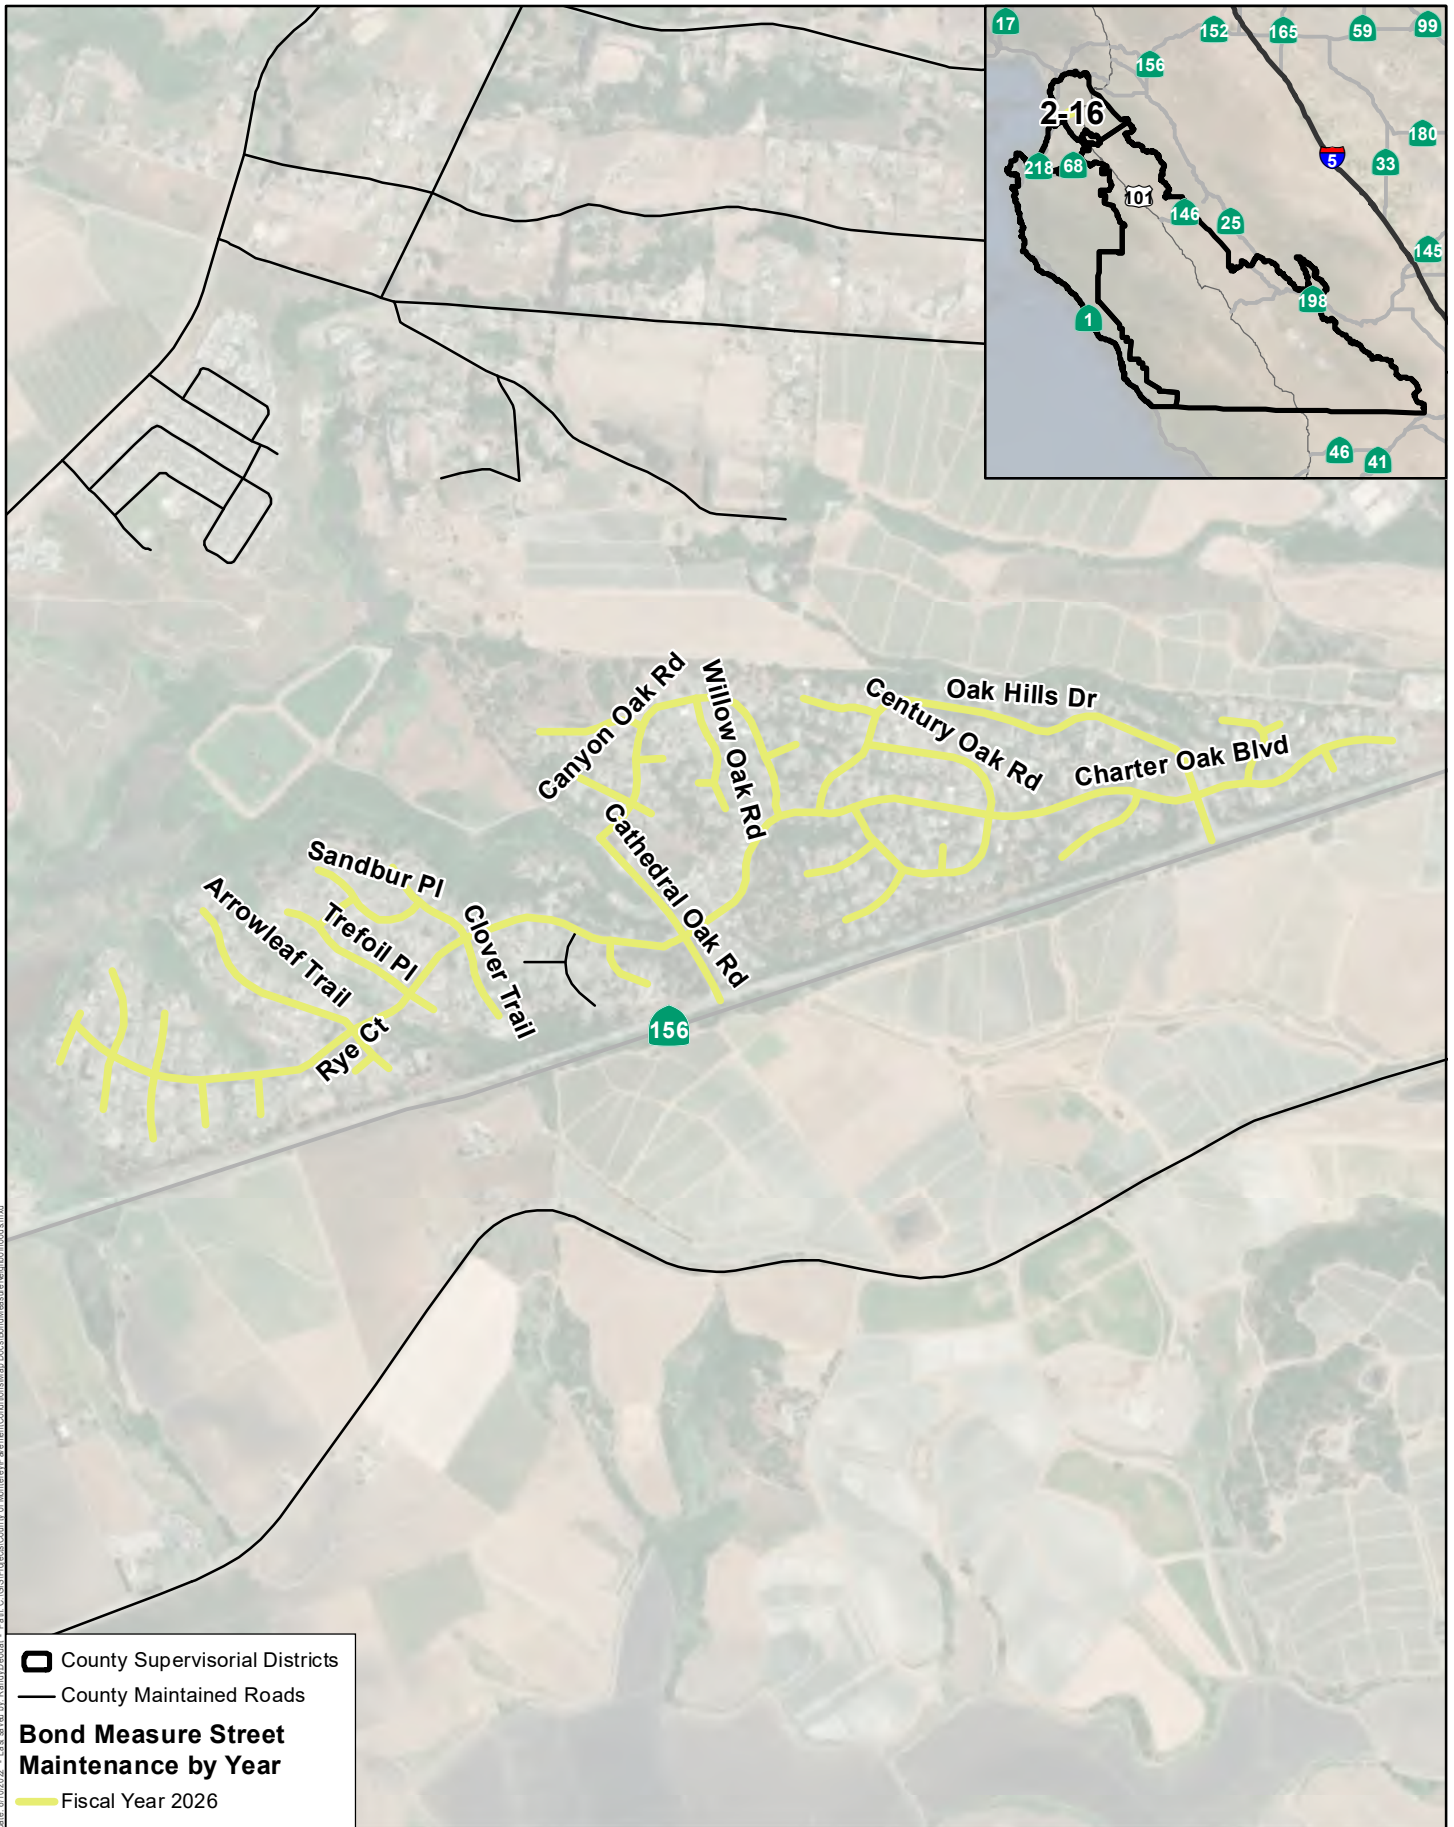 17
152
165
59
99
156
2-16
180
5
33
218
68
101
146
25
145
198
1
46
41
Canyon Oak Rd
Willow Oak Rd
Century Oak Rd
Oak Hills Dr
Charter Oak Blvd
Cathedral Oak Rd
Sandbur Pl
Arrowleaf Trail
Trefoil Pl
Clover Trail
Rye Ct
156
County Supervisorial Districts
County Maintained Roads
Bond Measure Street
Maintenance by Year
Fiscal Year 2026